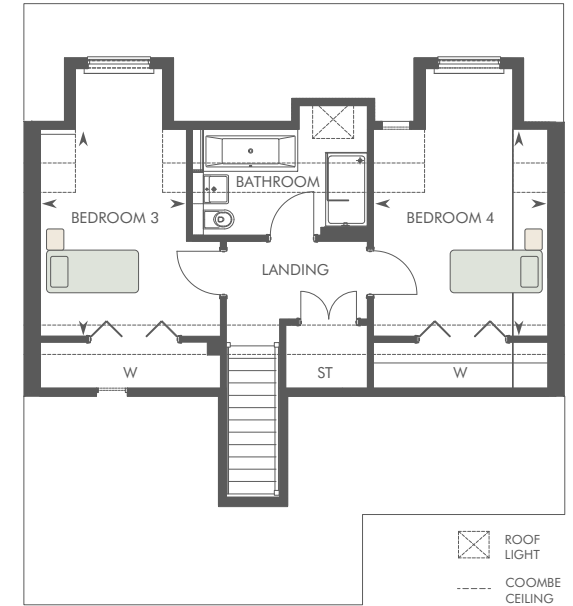 BATHROOM
BEDROOM 3
BEDROOM 4
LANDING
W
ST
W
ROOF
LIGHT
COOMBE
CEILING